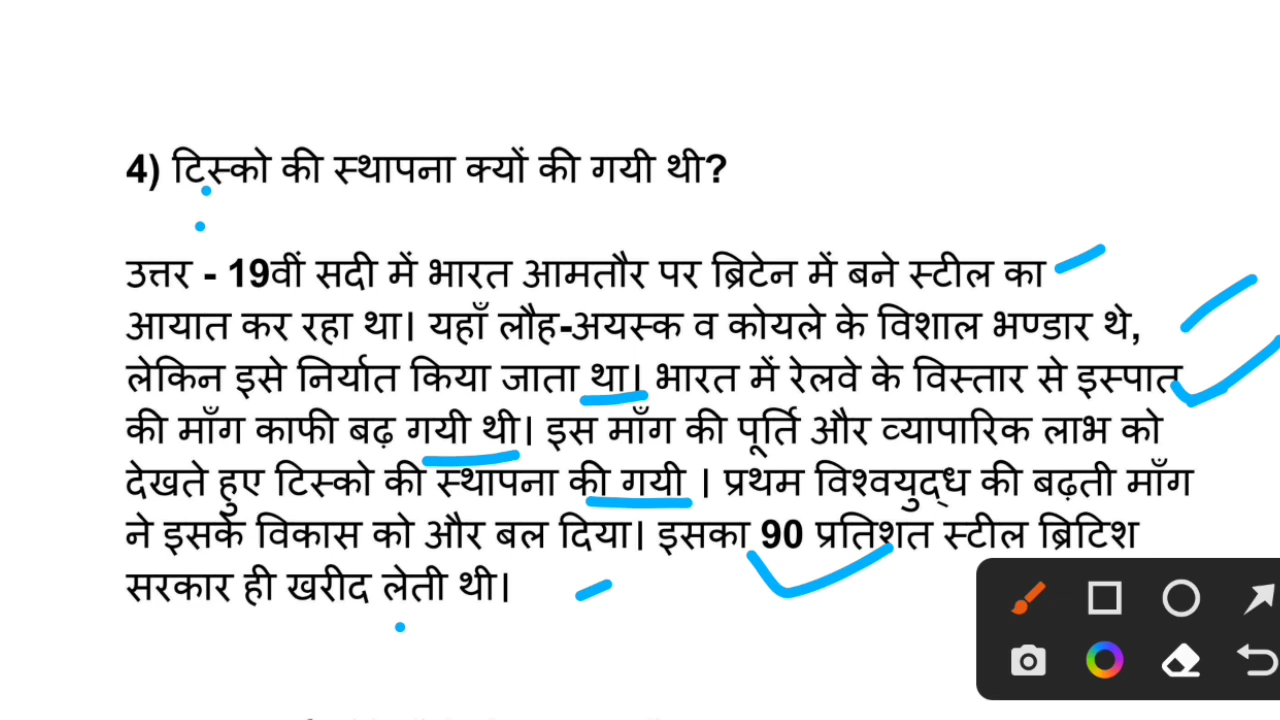 4) टिस्को की स्थापना क्यों की गयी थी?
उत्तर - 19वीं सदी में भारत आमतौर पर ब्रिटेन में बने स्टील का
आयात कर रहा था। यहाँ लौह-अयस्क व कोयले के विशाल भण्डार थे,
लेकिन इसे निर्यात किया जाता था। भारत में रेलवे के विस्तार से इस्पात
की माँग काफी बढ़ गयी थी। इस माँग की पूर्ति और व्यापारिक लाभ को
देखते हुए टिस्को की स्थापना की गयी । प्रथम विश्वयुद्ध की बढ़ती माँग
ने इसके विकास को और बल दिया। इसका 90 प्रतिशत स्टील ब्रिटिश
सरकार ही खरीद लेती थी।